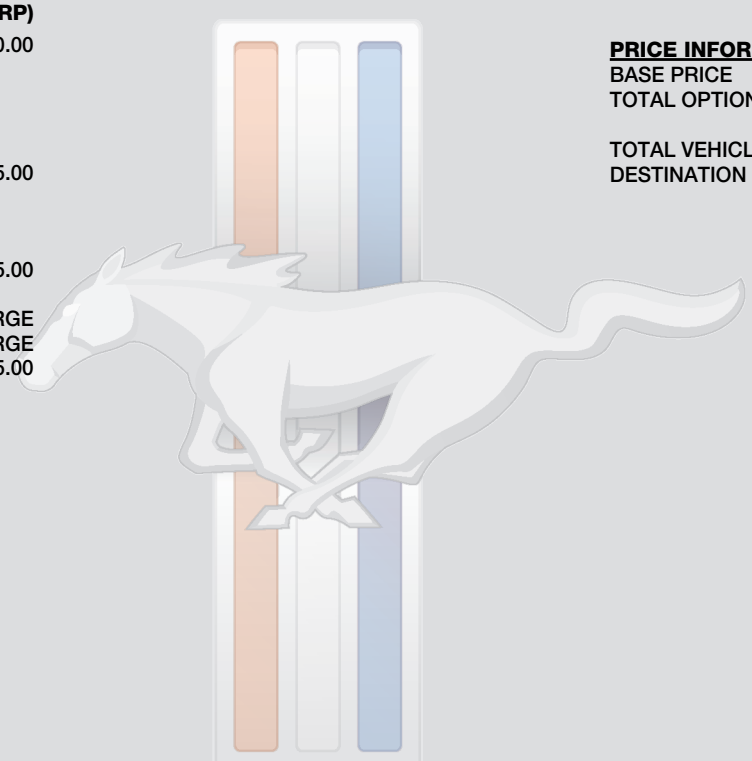 RP)
0.00
5.00
5.00
RGE
RGE
5.00
PRICE INFOR
BASE PRICE
TOTAL OPTION
TOTAL VEHICL
DESTINATION